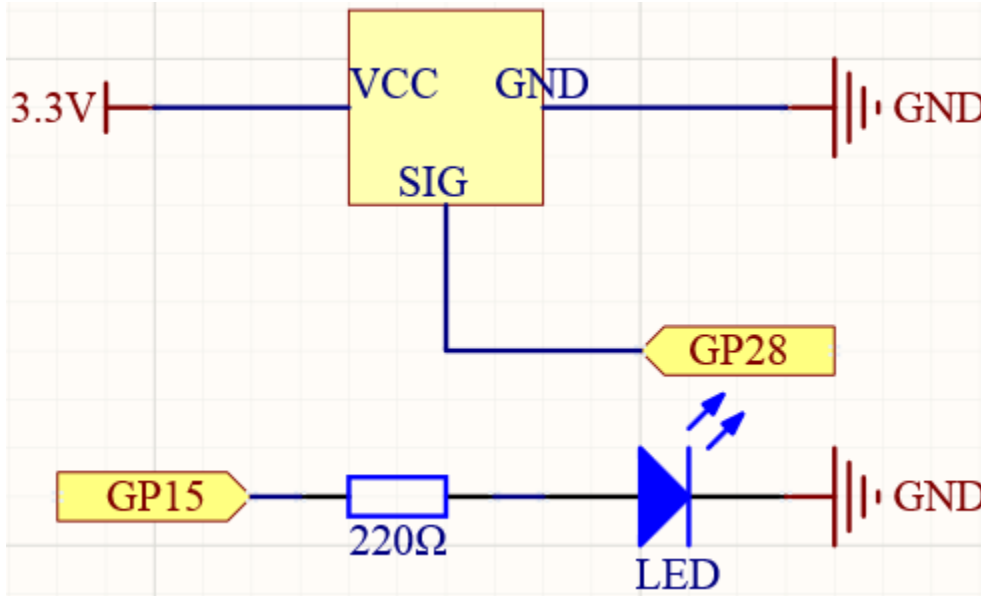 VCC GND
3.3V GND
SIG
GP28
GP15 GND
220Ω
LED